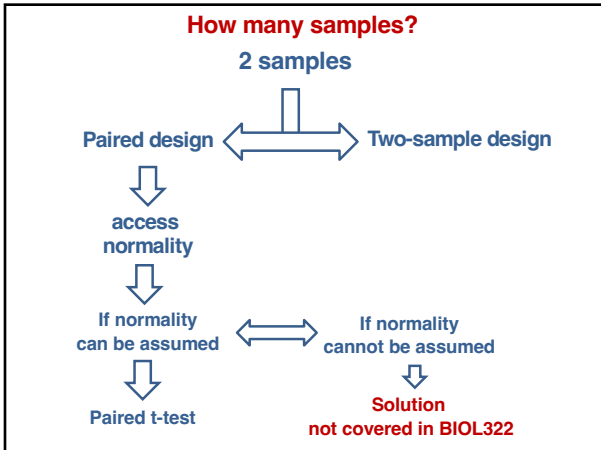 How many samples?
2 samples
Paired design
Two-sample design
access
normality
If normality
can be assumed
If normality
cannot be assumed
Paired t-test
Solution
not covered in BIOL322